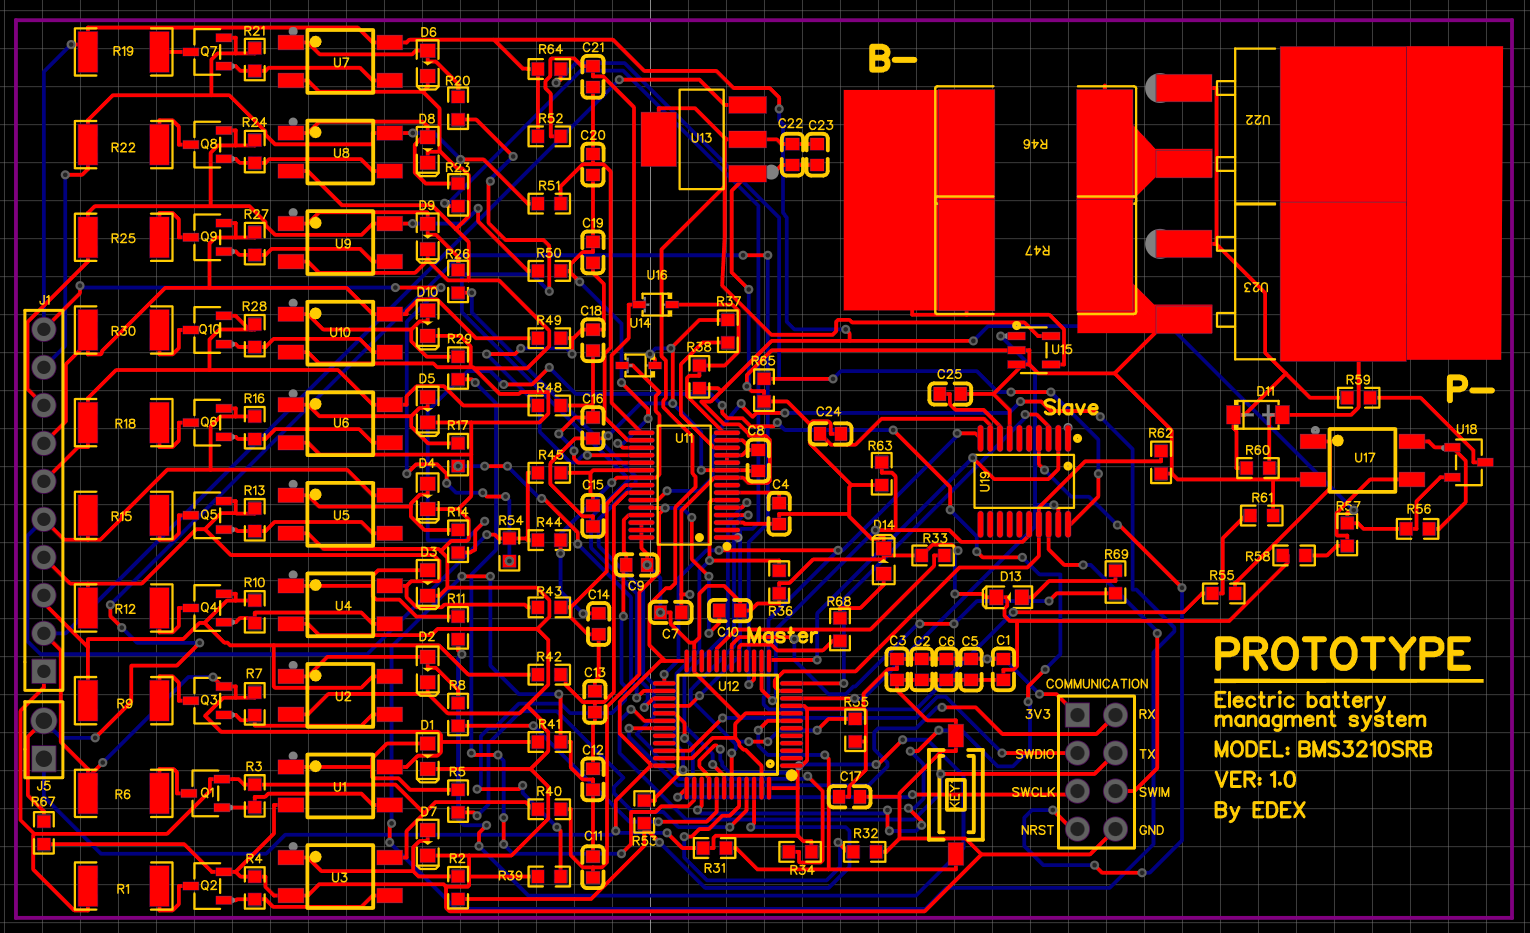 R19
Q7
R21
U7
D6
R20
R64
C21
U13
C22
C23
B-
R46
U22
R22
Q8
R24
U8
D8
R23
R52
C20
R51
R25
Q9
R27
U9
D9
R26
R50
C19
U16
U14
R47
U23
J1
R30
Q10
R28
U10
D10
R29
R49
C18
R37
R38
R65
U15
C25
C24
Slave
D11
R59
P-
U18
R18
Q6
R16
U6
D5
R17
R48
C16
U11
C8
R63
U19
R62
R60
U17
R15
Q5
R13
U5
D4
R14
R54
R45
C15
R44
C4
D14
R33
R61
R57
R56
R58
R12
Q4
R10
U4
D3
R11
R43
C14
C9
C7
C10
R36
R68
Master
D13
R69
R55
R9
Q3
R7
U2
D2
R8
R42
C13
U12
C3
C2
C6
C5
C1
R35
PROTOTYPE
Electric battery
managment system
MODEL: BMS3210SRB
VER: 1.0
By EDEX
COMMUNICATION
3V3
RX
SWDIO
TX
SWCLK
SWIM
NRST
GND
J5
R67
R6
Q1
R3
U1
D1
R5
R41
C12
R40
R53
C17
KEY
R1
Q2
R4
U3
D7
R2
R39
C11
R31
R34
R32